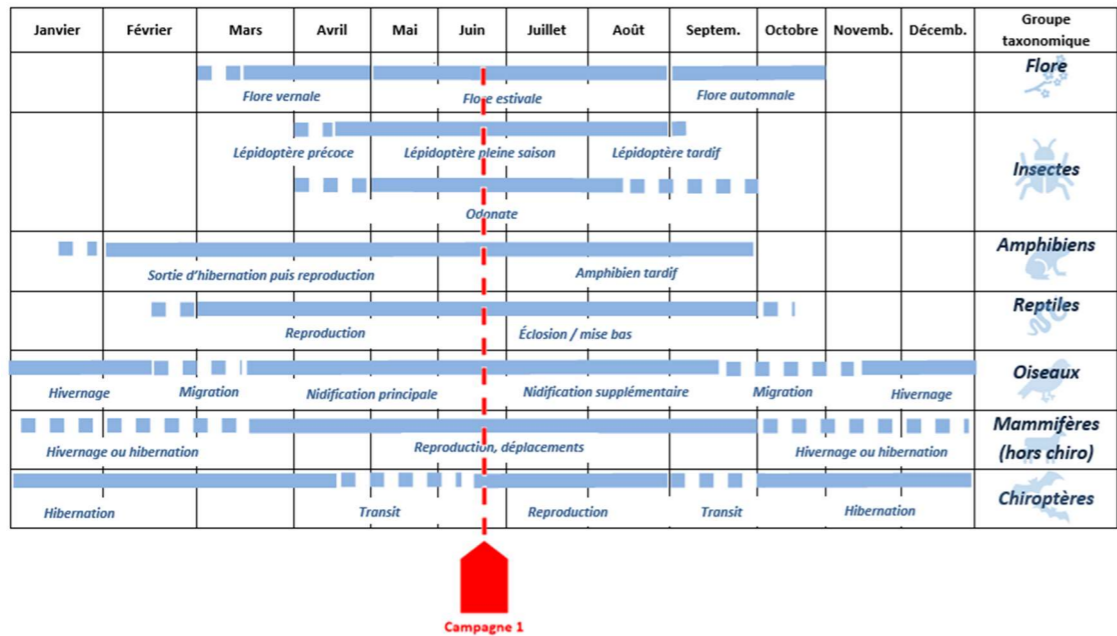 Janvier Février Mars Avril Mai Juin Juillet Août Septem. Octobre Novemb. Décemb. Groupe
taxonomique
Flore
Flore vernale Flore estivale Flore automnale
Lépidoptère précoce Lépidoptère pleine saison Lépidoptère tardif
Insectes
Odonate
Amphibiens
Sortie d'hibernation puis reproduction Amphibien tardif
Reptiles
Reproduction Éclosion / mise bas
Oiseaux
Hivernage Migration Nidification principale Nidification supplémentaire Migration Hivernage
Mammifères
(hors chiro)
Hivernage ou hibernation Reproduction, déplacements Hivernage ou hibernation
Chiroptères
Hibernation Transit Reproduction Transit Hibernation
Campagne 1